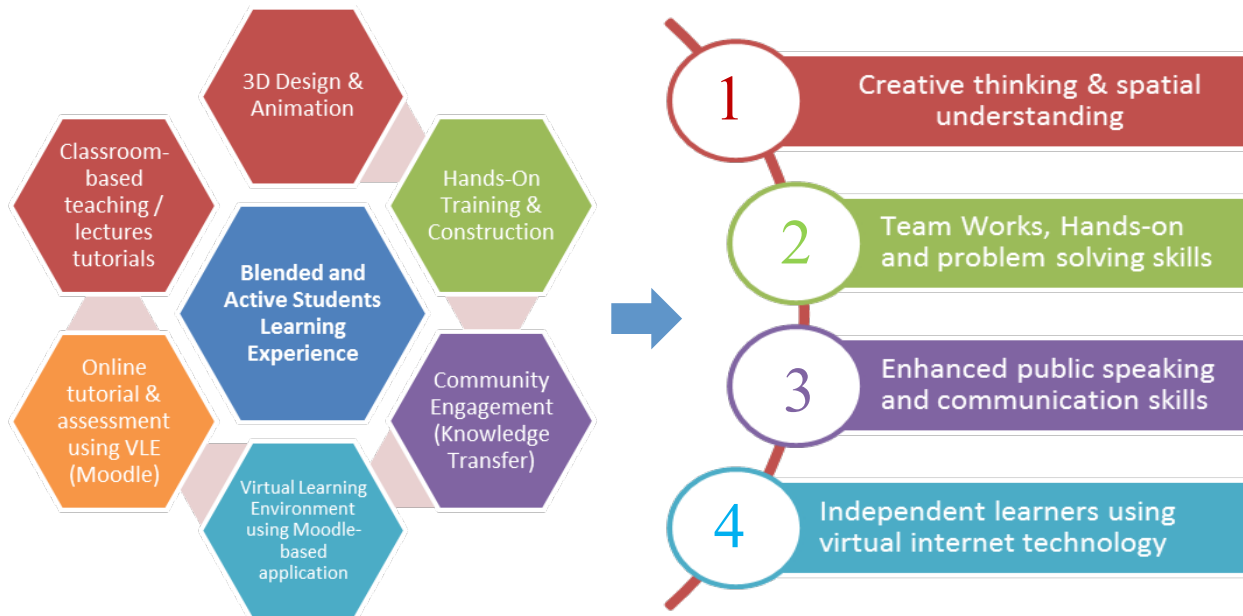 3D Design &
Animation
Classroom-
based
teaching /
lectures
tutorials
Hands-On
Training &
Construction
Blended and
Active Students
Learning
Experience
Online
tutorial &
assessment
using VLE
(Moodle)
Community
Engagement
(Knowledge
Transfer)
Virtual Learning
Environment
using Moodle-
based
application
1
Creative thinking & spatial
understanding
2
Team Works, Hands-on
and problem solving skills
3
Enhanced public speaking
and communication skills
4
Independent learners using
virtual internet technology